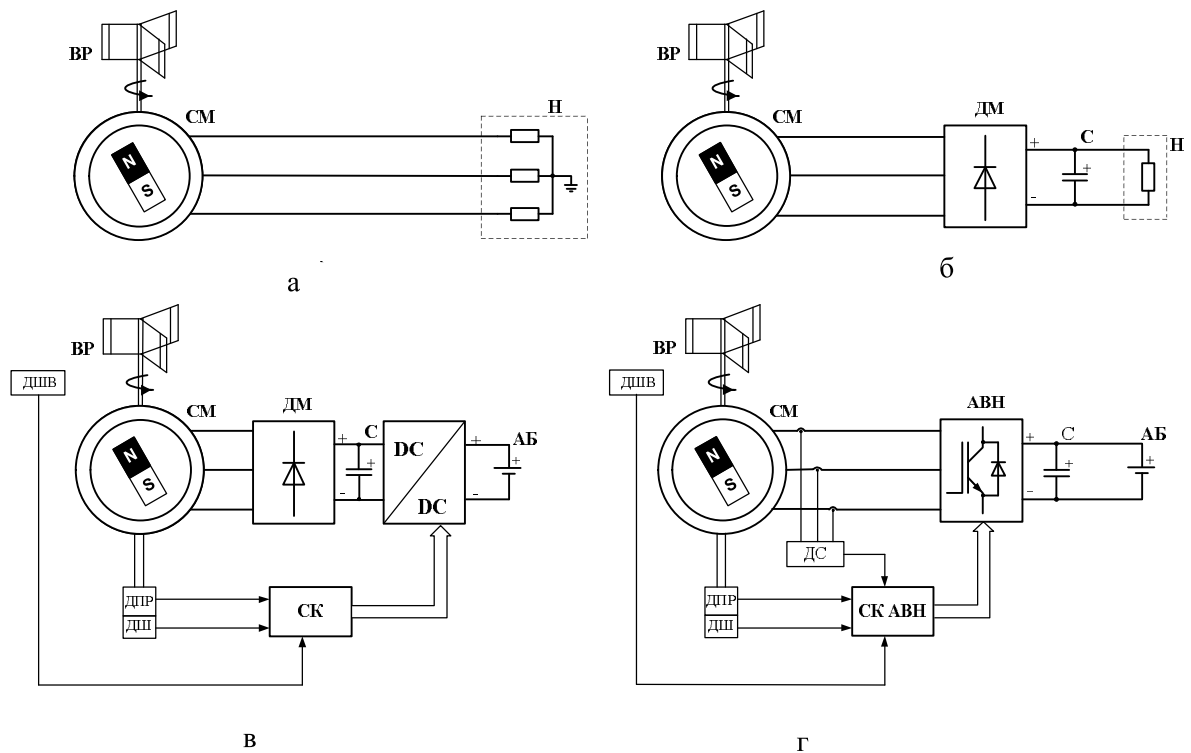 ВР
СМ
N
S
Н
а
ВР
СМ
N
S
ДМ
+
-
С
+
Н
б
ВР
ДШВ
СМ
N
S
ДМ
+
-
С
+
DC
DC
+
-
АБ
+
ДПР
ДШ
СК
в
ВР
ДШВ
СМ
N
S
АВН
+
-
С
+
АБ
+
ДС
ДПР
ДШ
СК АВН
г